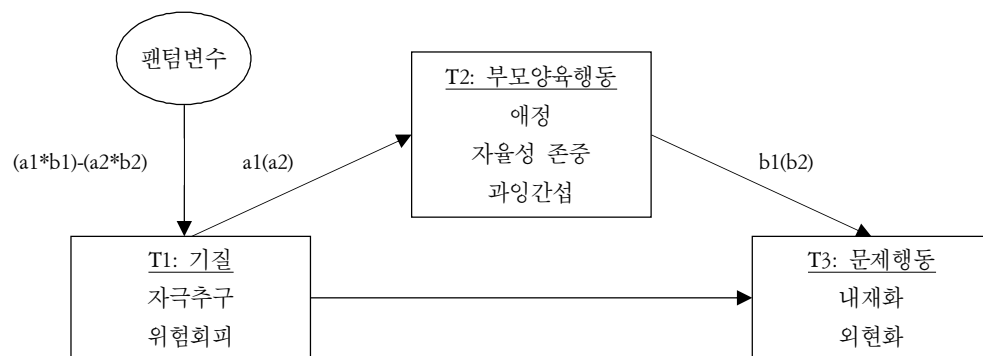 팬텀변수
T2: 부모양육행동
애정
자율성 존중
과잉간섭
(a1*b1)-(a2*b2)
a1(a2)
b1(b2)
T1: 기질
자극추구
위험회피
T3: 문제행동
내재화
외현화